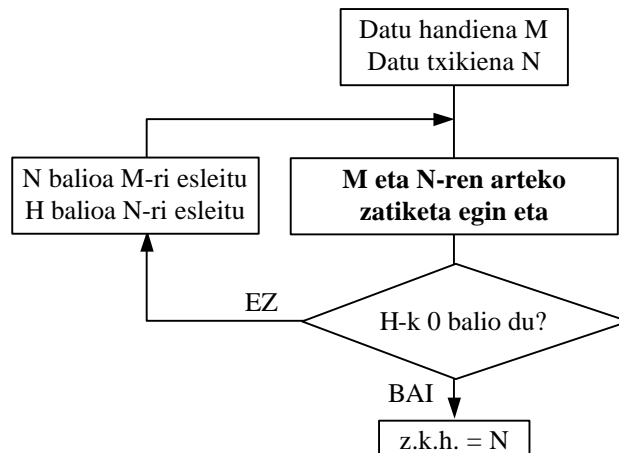 Datu handiena M
Datu txikiena N
N balioa M-ri esleitu
H balioa N-ri esleitu
M eta N-ren arteko
zatiketa egin eta
EZ
H-k 0 balio du?
BAI
z.k.h. = N